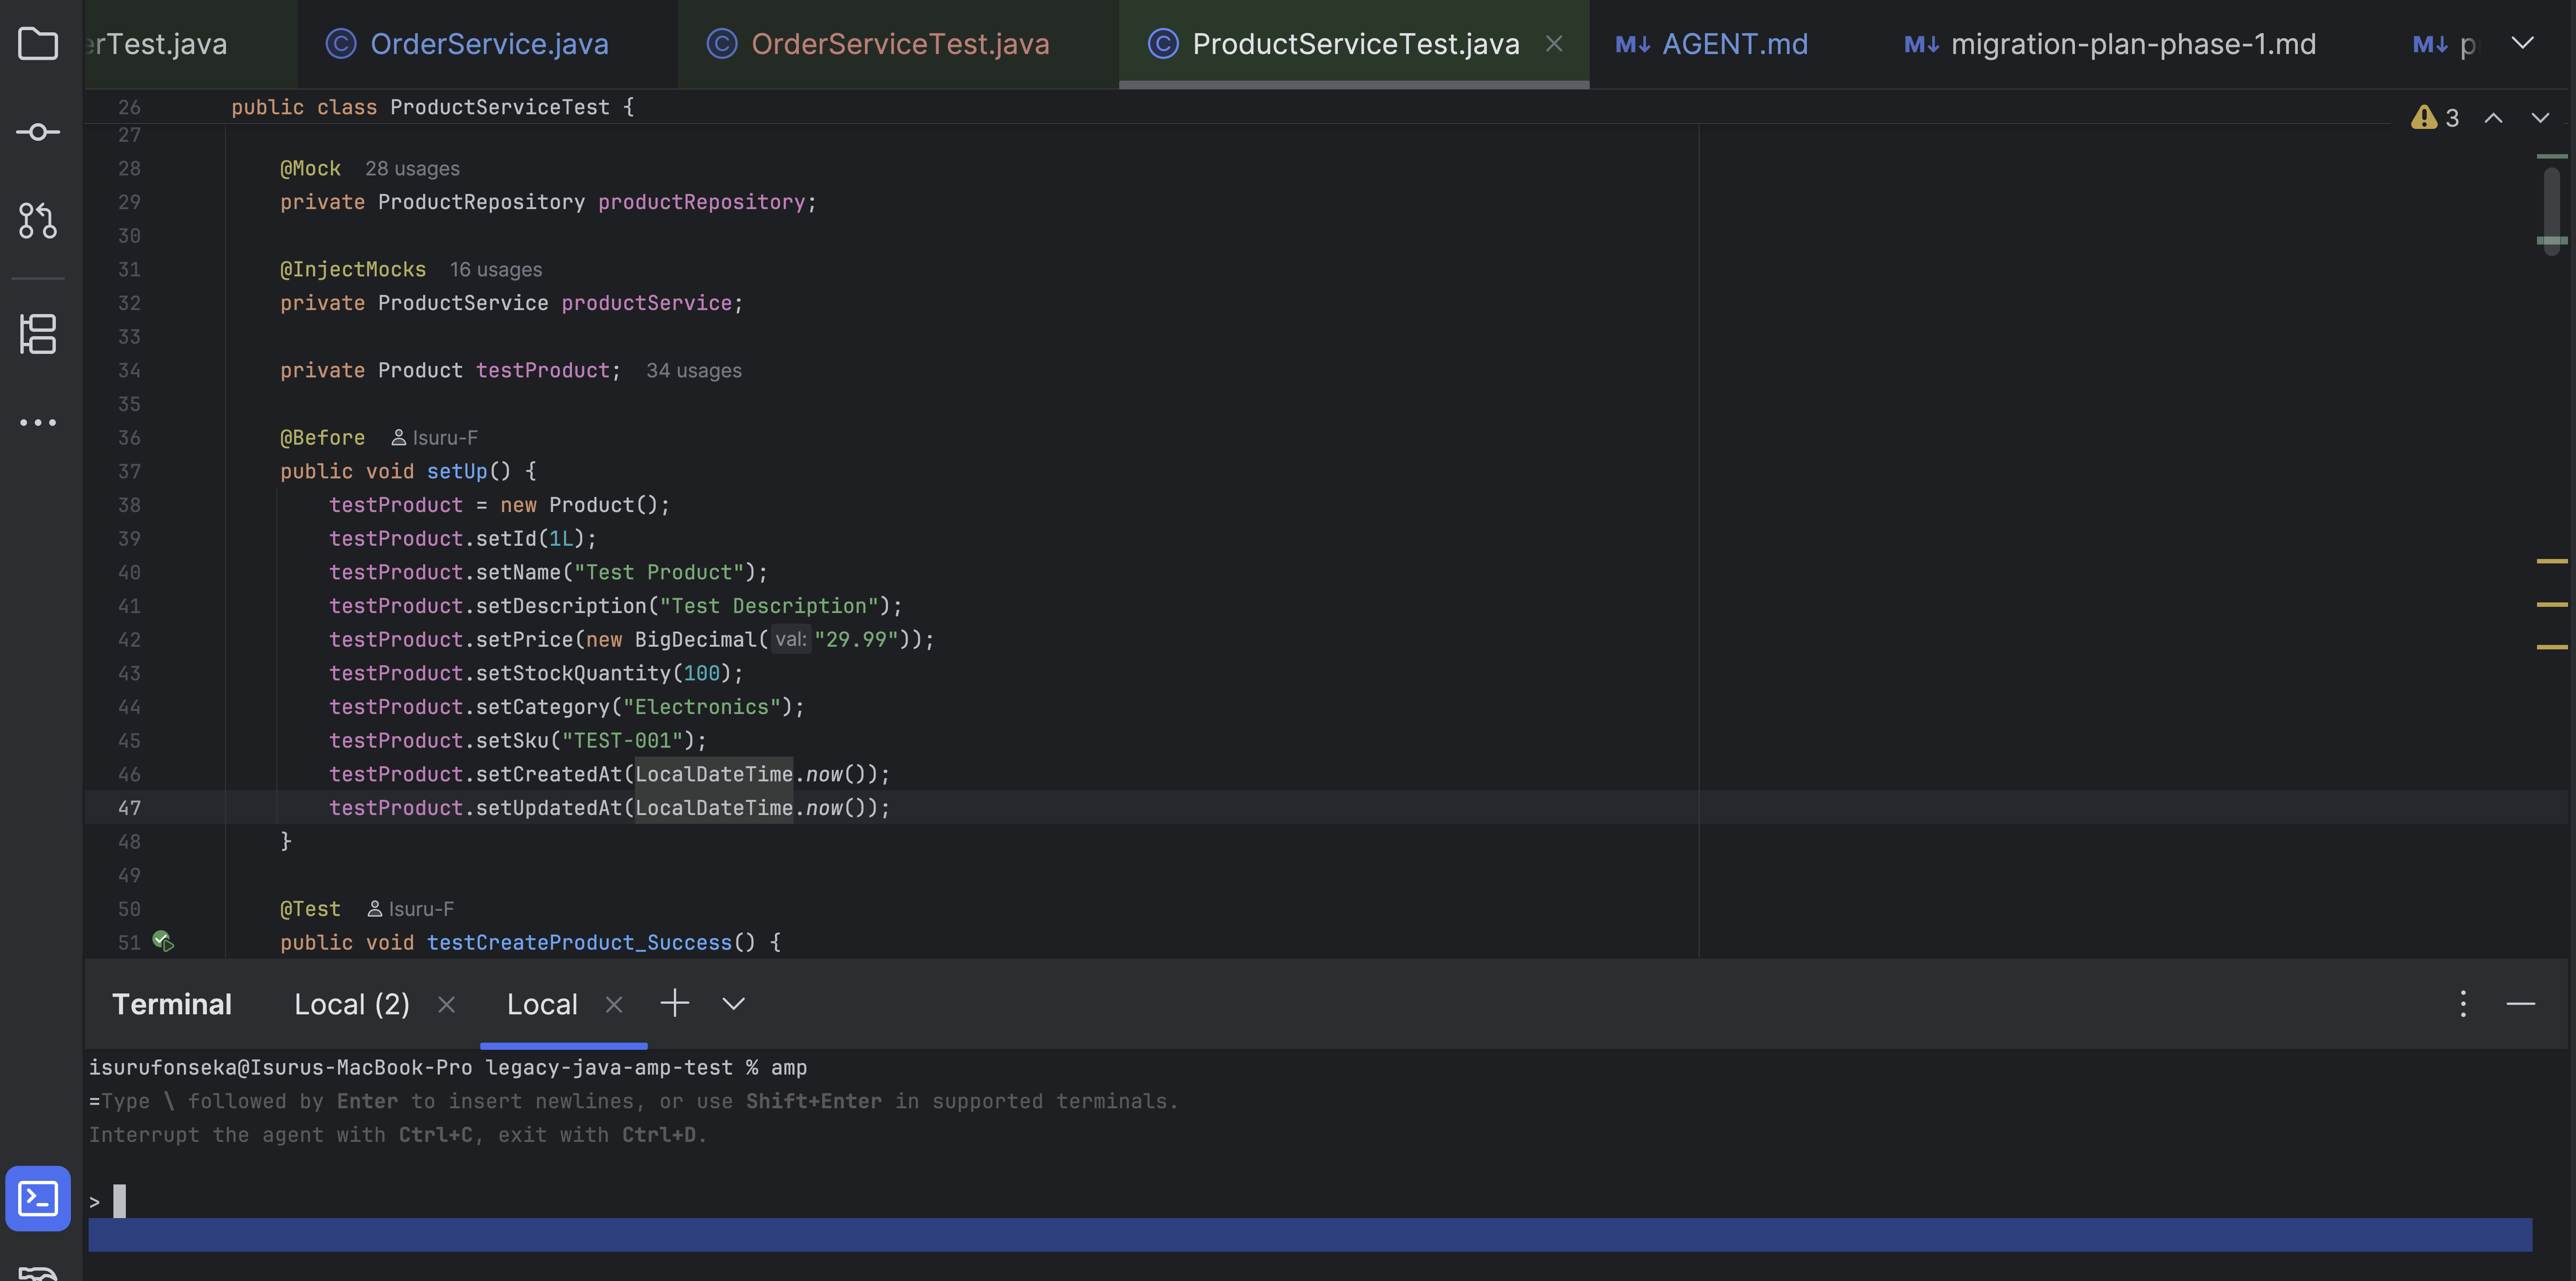 erTest.java OrderService.java OrderServiceTest.java ProductServiceTest.java AGENT.md migration-plan-phase-1.md
26 public class ProductServiceTest { 3
27
28 @Mock 28 usages
29 private ProductRepository productRepository;
30
31 @InjectMocks 16 usages
32 private ProductService productService;
33
34 private Product testProduct; 34 usages
35
36 @Before Isuru-F
37 public void setUp() {
38 testProduct = new Product();
39 testProduct.setId(1L);
40 testProduct.setName("Test Product");
41 testProduct.setDescription("Test Description");
42 testProduct.setPrice(new BigDecimal( val: "29.99"));
43 testProduct.setStockQuantity(100);
44 testProduct.setCategory("Electronics");
45 testProduct.setSku("TEST-001");
46 testProduct.setCreatedAt(LocalDateTime.now());
47 testProduct.setUpdatedAt(LocalDateTime.now());
48 }
49
50 @Test Isuru-F
51 public void testCreateProduct_Success() {
Terminal Local (2) Local
isurufonseka@Isurus-MacBook-Pro legacy-java-amp-test % amp
=Type \ followed by Enter to insert newlines, or use Shift+Enter in supported terminals.
Interrupt the agent with Ctrl+C, exit with Ctrl+D.
>